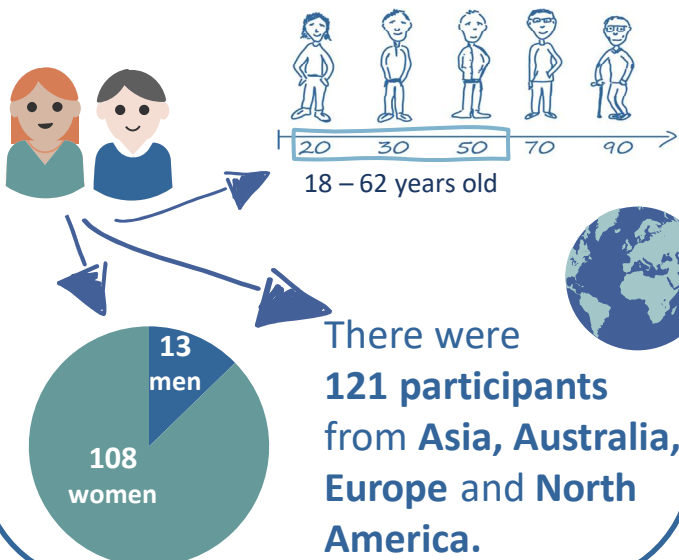 20 30 50 70 90
18 – 62 years old
13
men
108
women
There were
121 participants
from Asia, Australia,
Europe and North
America.